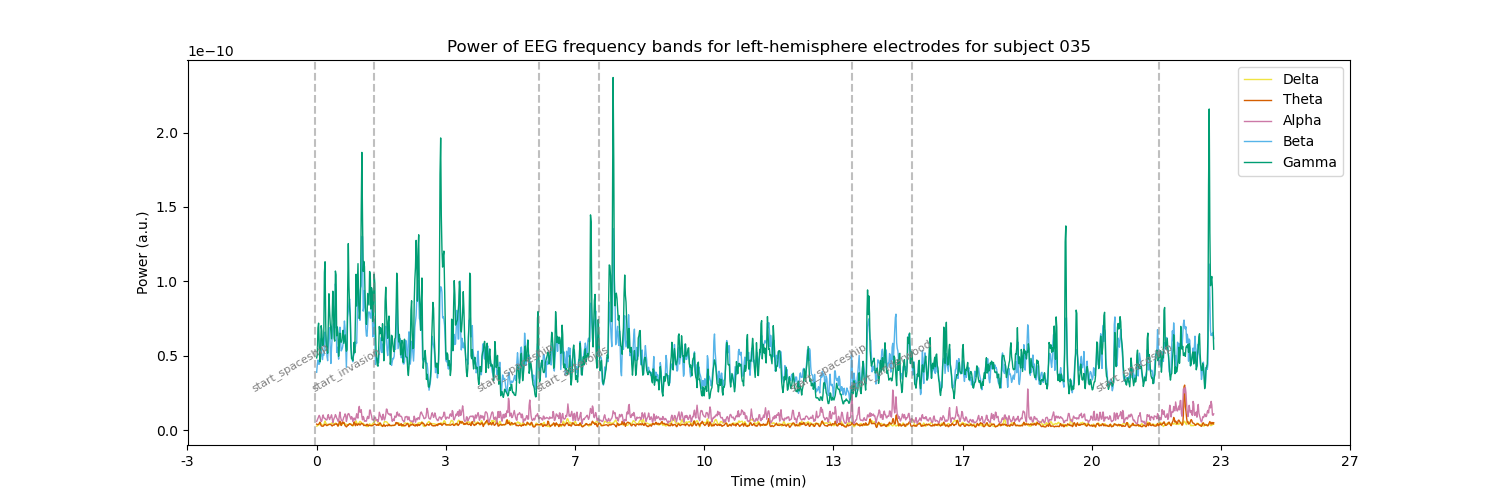 Power of EEG frequency bands for left-hemisphere electrodes for subject 035
1e−10
Power (a.u.)
2.0
1.5
1.0
0.5
0.0
Delta
Theta
Alpha
Beta
Gamma
start_spaceship
start_invasion
start_spaceship
start_spaceship
start_spaceship
-3 0 3 7 10 13 17 20 23 27
Time (min)